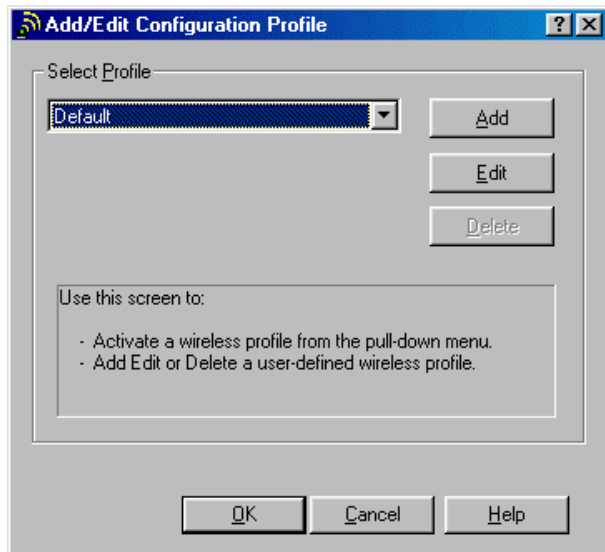 Add/Edit Configuration Profile
Select Profile
Default
Add
Edit
Delete
Use this screen to:
- Activate a wireless profile from the pull-down menu.
- Add Edit or Delete a user-defined wireless profile.
OK
Cancel
Help